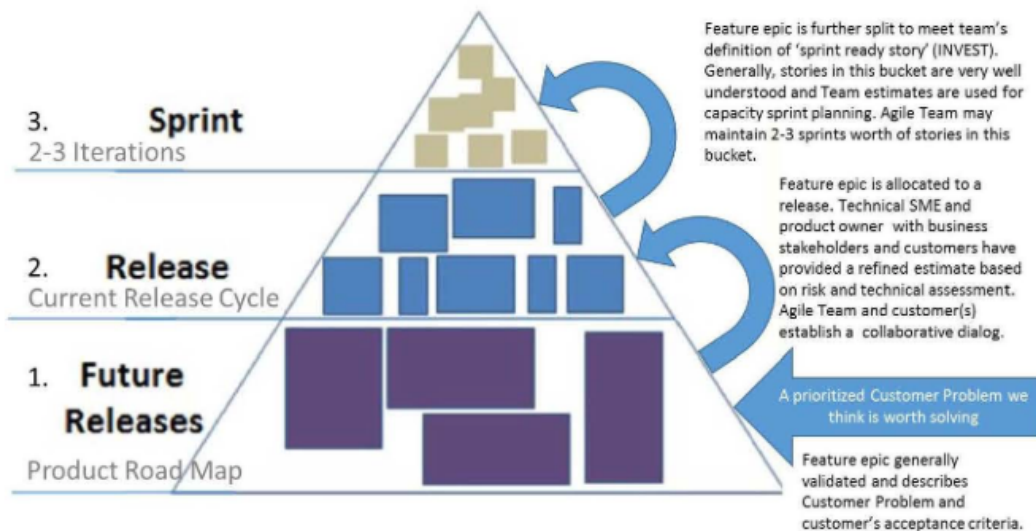 3. Sprint
2-3 Iterations
2. Release
Current Release Cycle
1. Future
Releases
Product Road Map
Feature epic is further split to meet team's
definition of 'sprint ready story' (INVEST).
Generally, stories in this bucket are very well
understood and Team estimates are used for
capacity sprint planning. Agile Team may
maintain 2-3 sprints worth of stories in this
bucket.
Feature epic is allocated to a
release. Technical SME and
product owner with business
stakeholders and customers have
provided a refined estimate based
on risk and technical assessment.
Agile Team and customer(s)
establish a collaborative dialog.
A prioritized Customer Problem we
think is worth solving
Feature epic generally
validated and describes
Customer Problem and
customer's acceptance criteria.